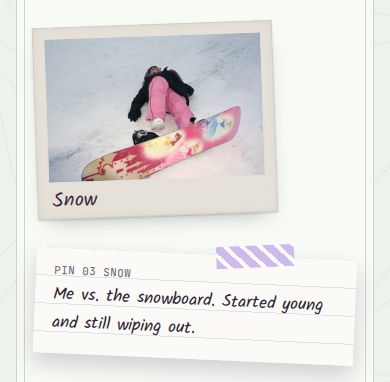 Snow
PIN 03 SNOW
Me vs. the snowboard. Started young
and still wiping out.